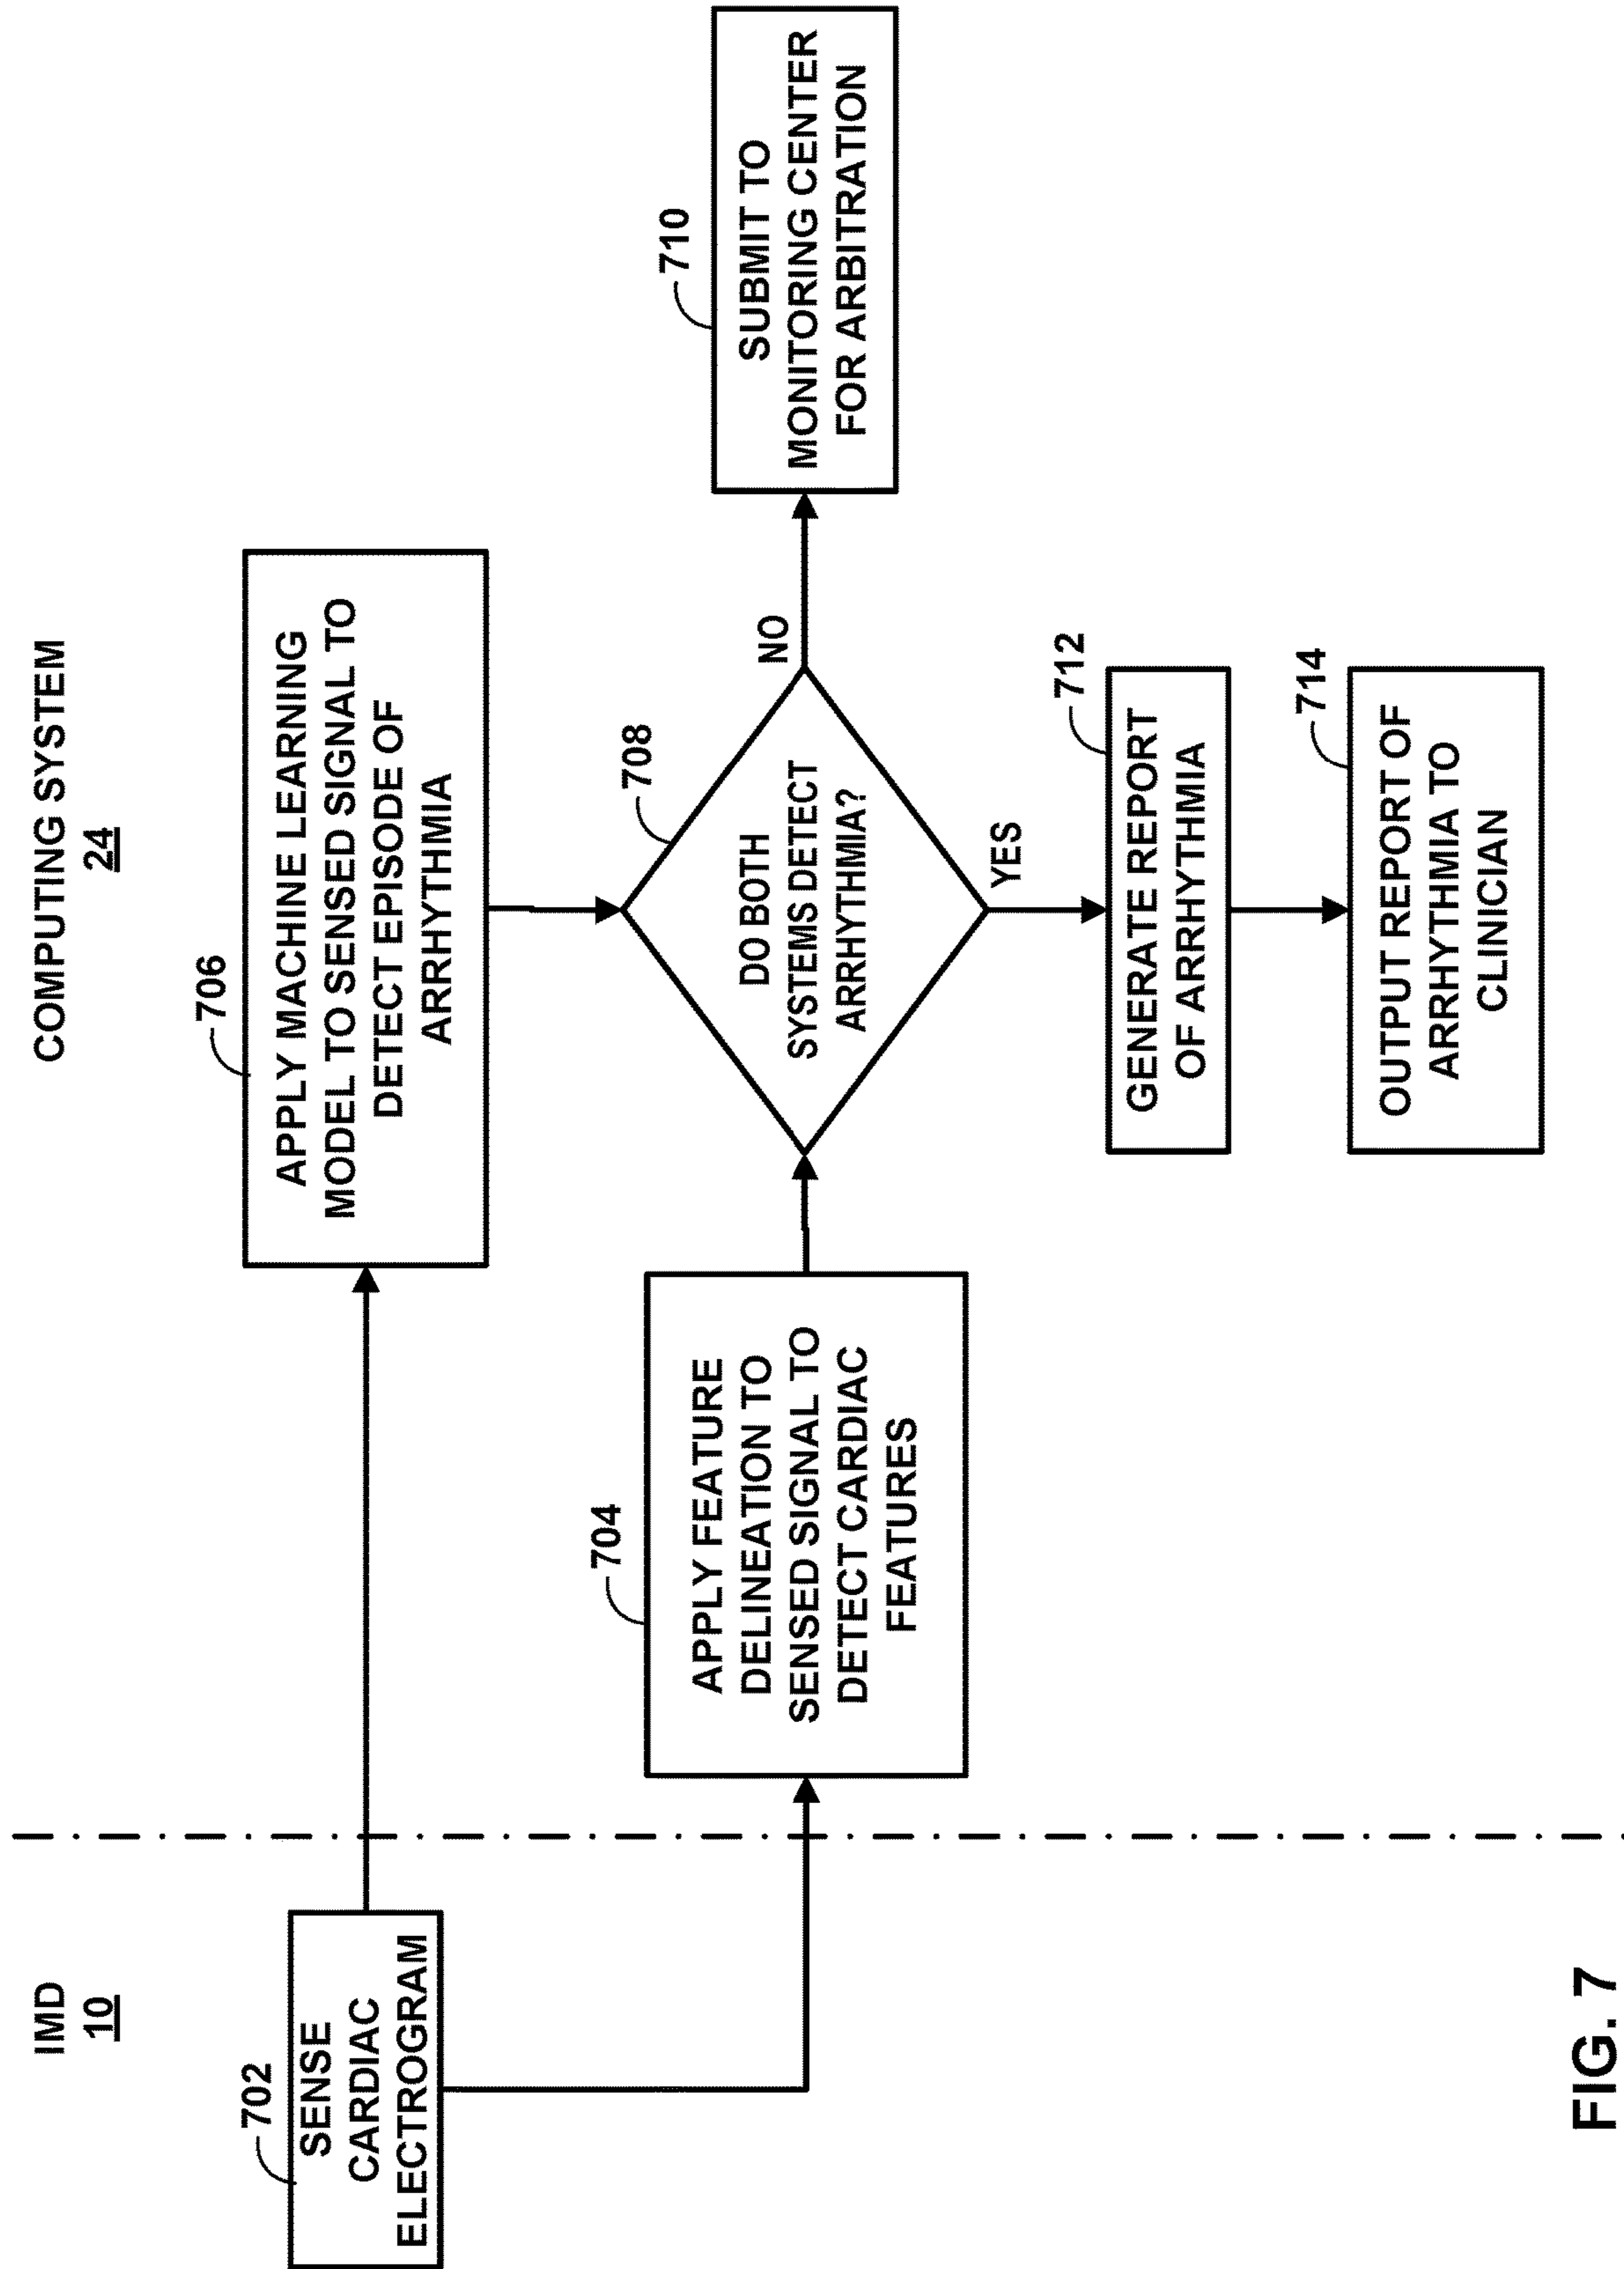 IMD
10
COMPUTING SYSTEM
24
702
SENSE
CARDIAC
ELECTROGRAM
706
APPLY MACHINE LEARNING
MODEL TO SENSED SIGNAL TO
DETECT EPISODE OF
ARRHYTHMIA
704
APPLY FEATURE
DELINEATION TO
SENSED SIGNAL TO
DETECT CARDIAC
FEATURES
708
DO BOTH
SYSTEMS DETECT
ARRHYTHMIA?
NO
710
SUBMIT TO
MONITORING CENTER
FOR ARBITRATION
YES
712
GENERATE REPORT
OF ARRHYTHMIA
714
OUTPUT REPORT OF
ARRHYTHMIA TO
CLINICIAN
FIG. 7